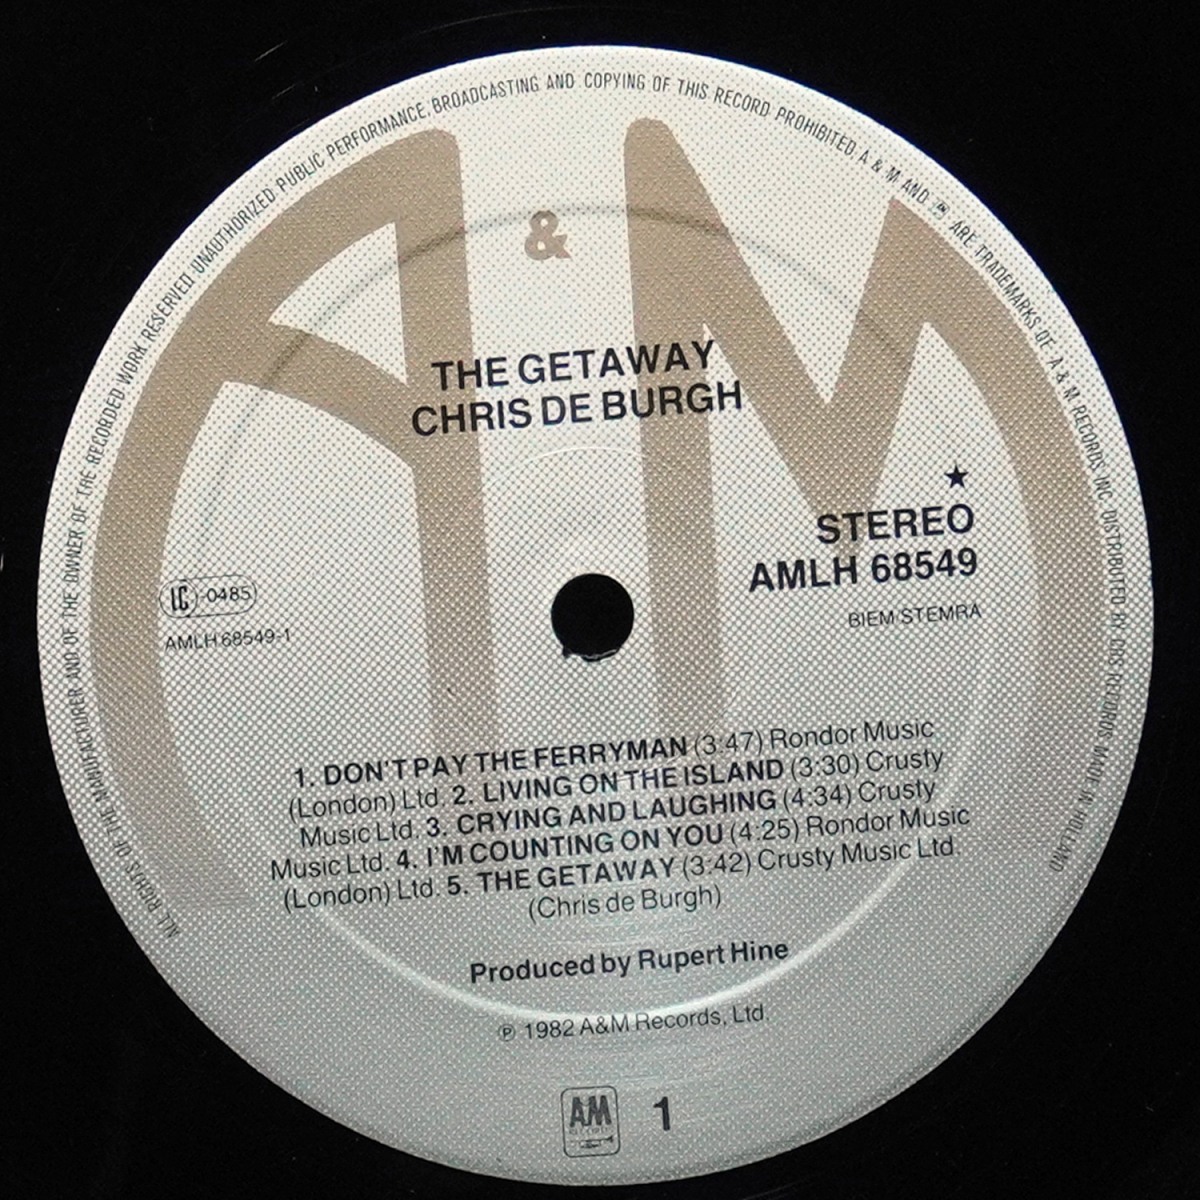 ALL RIGHTS OF THE MANUFACTURER AND OF THE OWNER OF THE RECORDED WORK RESERVED UNAUTHORIZED PUBLIC PERFORMANCE, BROADCASTING AND COPYING OF THIS RECORD PROHIBITED A & M AND ARE TRADEMARKS OF A & M RECORDS, INC. DISTRIBUTED BY CBS RECORDS MADE IN HOLLAND
A & M
THE GETAWAY
CHRIS DE BURGH
★
STEREO
AMLH 68549
BIEM/STEMRA
LC-0485
AMLH 68549-1
1. DON'T PAY THE FERRYMAN (3:47) Rondor Music
(London) Ltd. 2. LIVING ON THE ISLAND (3:30) Crusty
Music Ltd. 3. CRYING AND LAUGHING (4:34) Crusty
Music Ltd. 4. I'M COUNTING ON YOU (4:25) Rondor Music
(London) Ltd. 5. THE GETAWAY (3:42) Crusty Music Ltd
(Chris de Burgh)
Produced by Rupert Hine
℗ 1982 A&M Records, Ltd.
AM
RECORDS
1